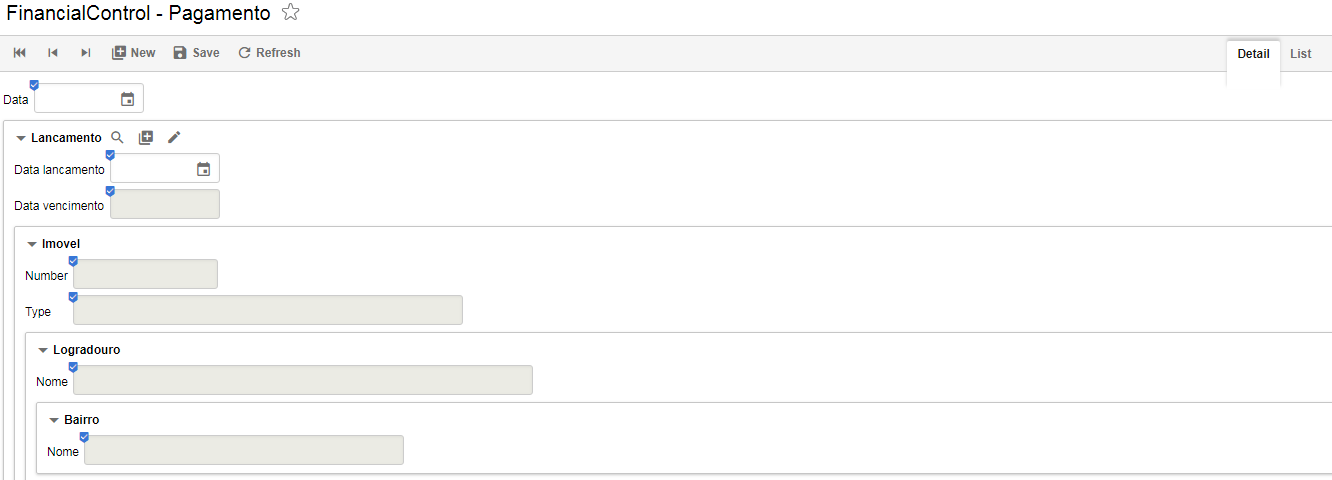 FinancialControl - Pagamento
New Save Refresh Detail List
Data
Lancamento
Data lancamento
Data vencimento
Imovel
Number
Type
Logradouro
Nome
Bairro
Nome